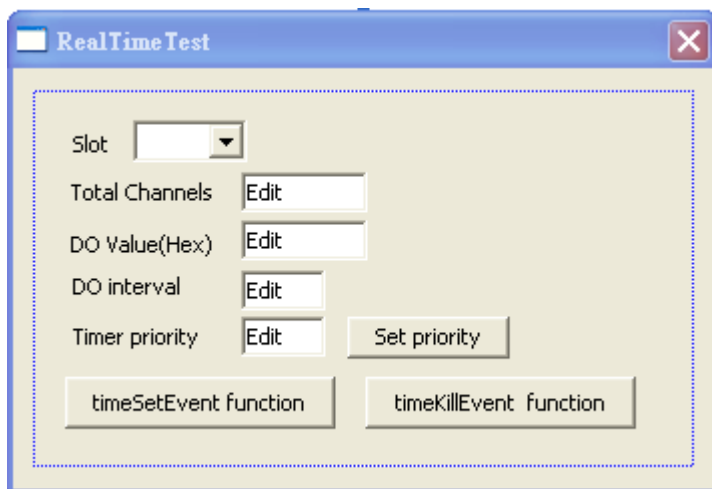 RealTimeTest
Slot
Total Channels Edit
DO Value(Hex) Edit
DO interval Edit
Timer priority Edit Set priority
timeSetEvent function timeKillEvent function